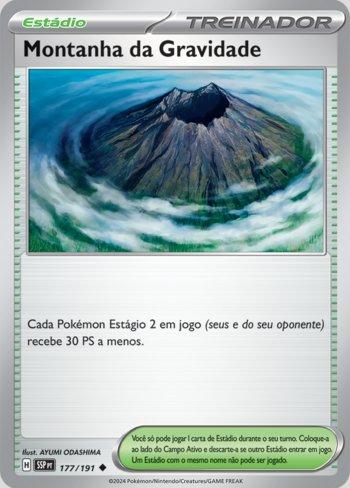 Estádio TREINADOR
Montanha da Gravidade
Cada Pokémon Estágio 2 em jogo (seus e do seu oponente)
recebe 30 PS a menos.
Illust. AYUMI ODASHIMA
H SSP PT 177/191
Você só pode jogar 1 carta de Estádio durante o seu turno. Coloque-a
ao lado do Campo Ativo e descarte-a se outro Estádio entrar em jogo.
Um Estádio com o mesmo nome não pode ser jogado.
©2024 Pokémon/Nintendo/Creatures/GAME FREAK